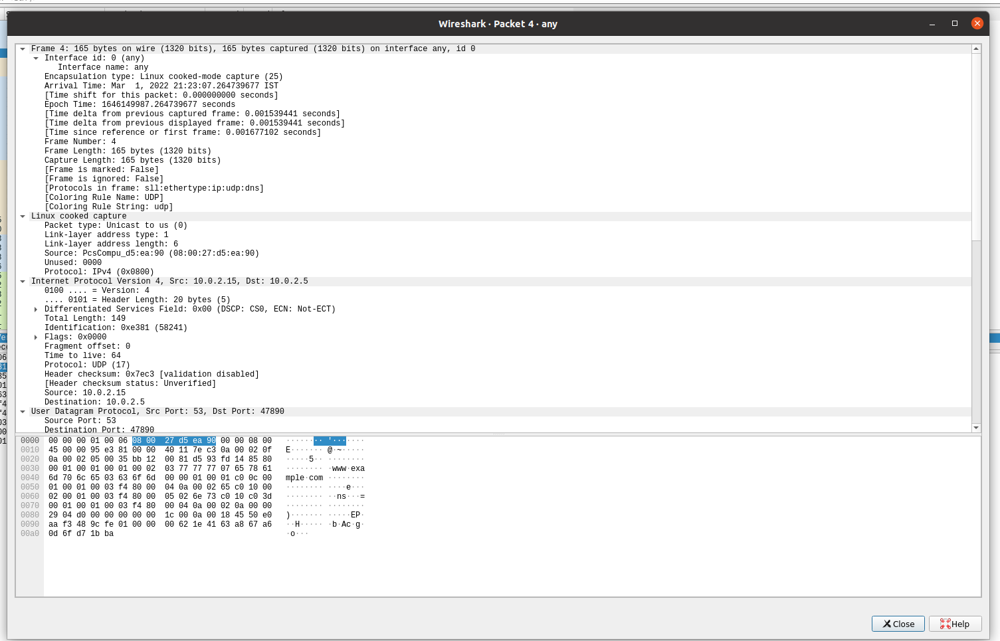 Wireshark · Packet 4 · any
Frame 4: 165 bytes on wire (1320 bits), 165 bytes captured (1320 bits) on interface any, id 0
Interface id: 0 (any)
Interface name: any
Encapsulation type: Linux cooked-mode capture (25)
Arrival Time: Mar  1, 2022 21:23:07.264739677 IST
[Time shift for this packet: 0.000000000 seconds]
Epoch Time: 1646149987.264739677 seconds
[Time delta from previous captured frame: 0.001539441 seconds]
[Time delta from previous displayed frame: 0.001539441 seconds]
[Time since reference or first frame: 0.001677102 seconds]
Frame Number: 4
Frame Length: 165 bytes (1320 bits)
Capture Length: 165 bytes (1320 bits)
[Frame is marked: False]
[Frame is ignored: False]
[Protocols in frame: sll:ethertype:ip:udp:dns]
[Coloring Rule Name: UDP]
[Coloring Rule String: udp]
Linux cooked capture
Packet type: Unicast to us (0)
Link-layer address type: 1
Link-layer address length: 6
Source: PcsCompu_d5:ea:90 (08:00:27:d5:ea:90)
Unused: 0000
Protocol: IPv4 (0x0800)
Internet Protocol Version 4, Src: 10.0.2.15, Dst: 10.0.2.5
0100 .... = Version: 4
.... 0101 = Header Length: 20 bytes (5)
Differentiated Services Field: 0x00 (DSCP: CS0, ECN: Not-ECT)
Total Length: 149
Identification: 0xe381 (58241)
Flags: 0x0000
Fragment offset: 0
Time to live: 64
Protocol: UDP (17)
Header checksum: 0x7ec3 [validation disabled]
[Header checksum status: Unverified]
Source: 10.0.2.15
Destination: 10.0.2.5
User Datagram Protocol, Src Port: 53, Dst Port: 47890
Source Port: 53
Destination Port: 47890
0000 00 00 00 01 00 06 08 00 27 d5 ea 90 00 00 08 00 ········ '·······
0010 45 00 00 95 e3 81 00 00 40 11 7e c3 0a 00 02 0f E······· @·~·····
0020 0a 00 02 05 00 35 bb 12 00 81 d5 93 fd 14 85 80 ·····5·· ········
0030 00 01 00 01 00 01 00 02 03 77 77 77 07 65 78 61 ········ ·www·exa
0040 6d 70 6c 65 03 63 6f 6d 00 00 01 00 01 c0 0c 00 mple·com ········
0050 01 00 01 00 03 f4 80 00 04 0a 00 02 65 c0 10 00 ········ ····e···
0060 02 00 01 00 03 f4 80 00 05 02 6e 73 c0 10 c0 3d ········ ··ns···=
0070 00 01 00 01 00 03 f4 80 00 04 0a 00 02 0a 00 00 ········ ········
0080 29 04 d0 00 00 00 00 00 1c 00 0a 00 18 45 50 e0 )······· ·····EP·
0090 aa f3 48 9c fe 01 00 00 00 62 1e 41 63 a8 67 a6 ··H····· ·b·Ac·g·
00a0 0d 6f d7 1b ba ·o···
Close
Help